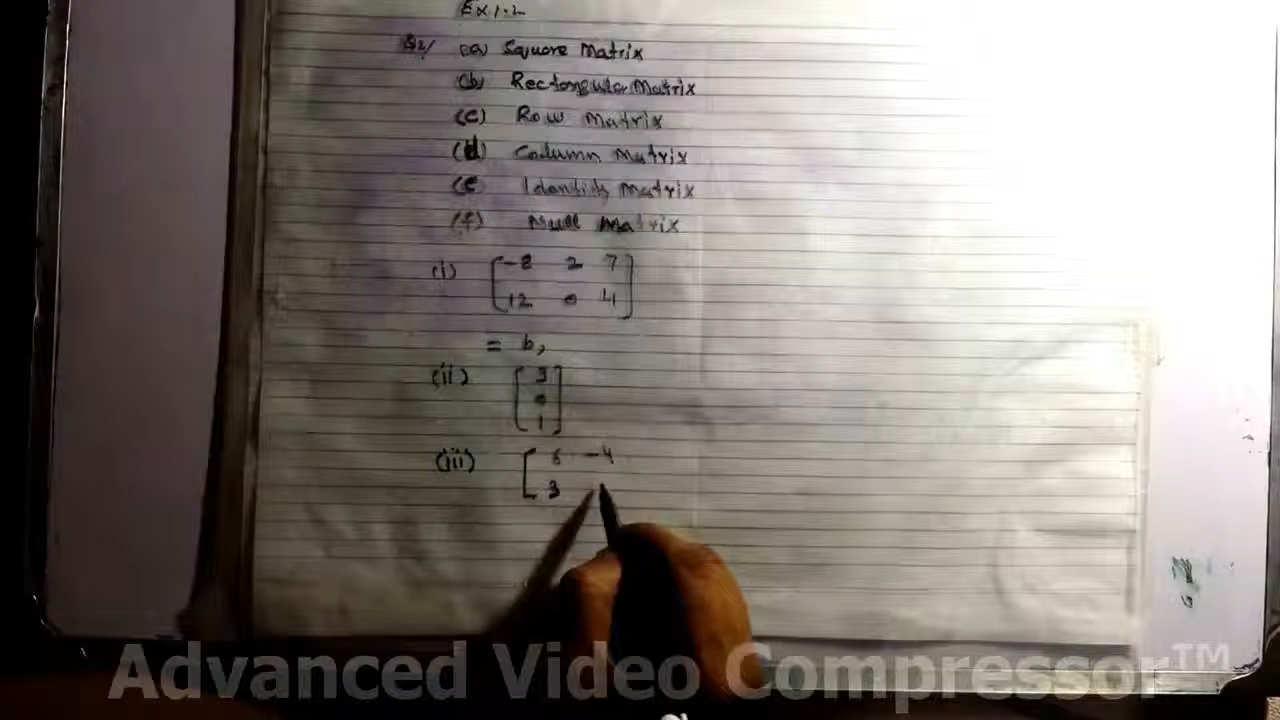 Ex 1.2
Q2/ (a) Square Matrix
(b) Rectangular Matrix
(c) Row Matrix
(d) Column Matrix
(e) Identity Matrix
(f) Null Matrix
(i) [-8 2 7
12 0 4]
= b,
(ii) [3
0
1]
(iii) [6 -4
3
Advanced Video Compressor™